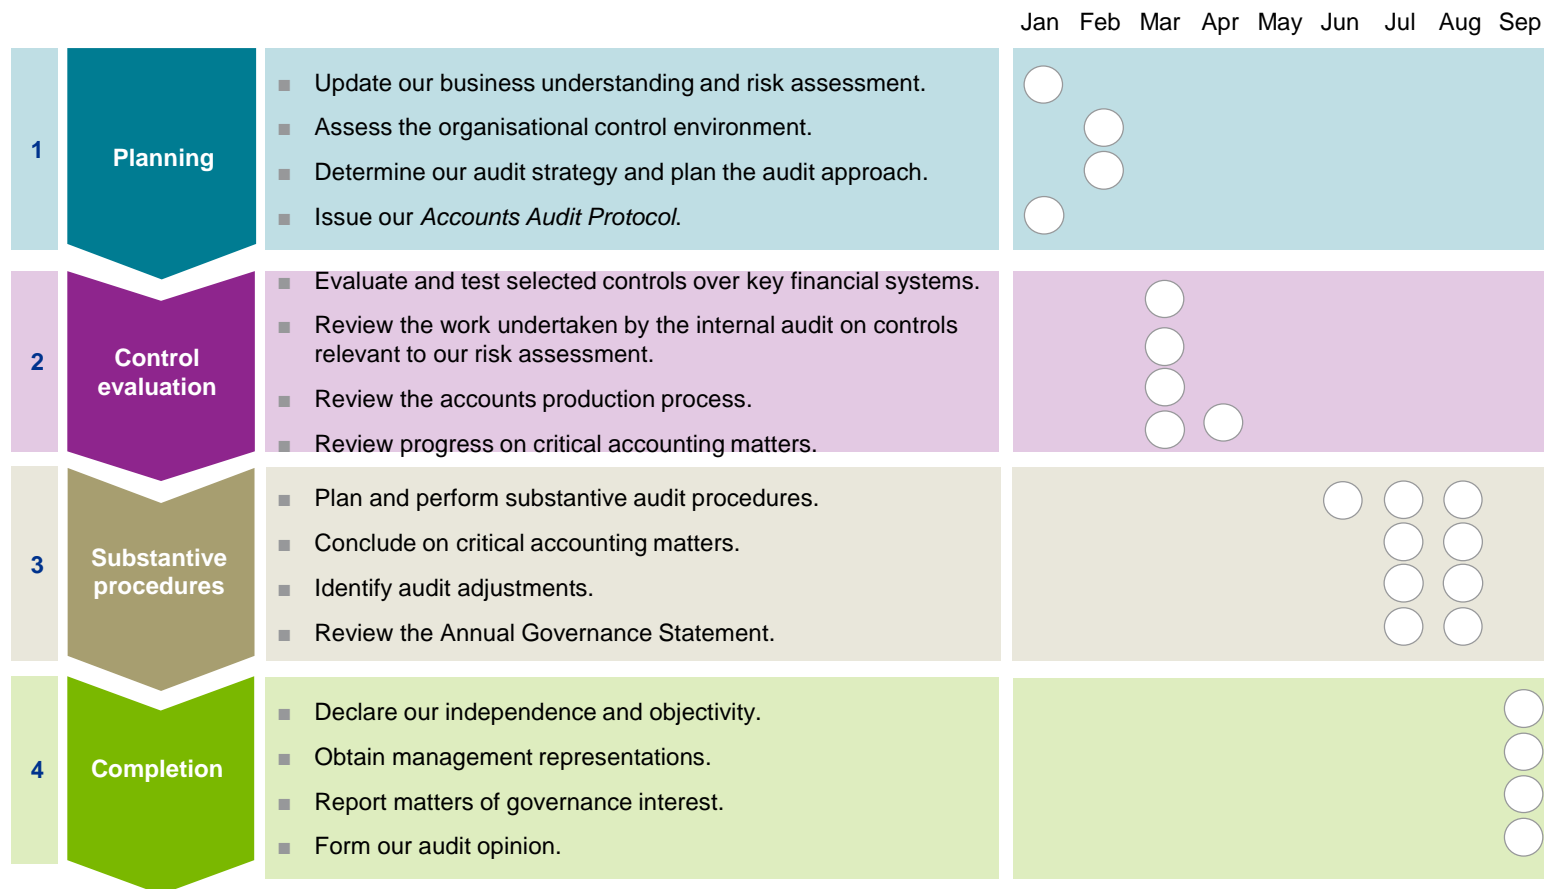 Jan Feb Mar Apr May Jun Jul Aug Sep
1
Planning
■ Update our business understanding and risk assessment.
■ Assess the organisational control environment.
■ Determine our audit strategy and plan the audit approach.
■ Issue our Accounts Audit Protocol.
2
Control
evaluation
■ Evaluate and test selected controls over key financial systems.
■ Review the work undertaken by the internal audit on controls
relevant to our risk assessment.
■ Review the accounts production process.
■ Review progress on critical accounting matters.
3
Substantive
procedures
■ Plan and perform substantive audit procedures.
■ Conclude on critical accounting matters.
■ Identify audit adjustments.
■ Review the Annual Governance Statement.
4
Completion
■ Declare our independence and objectivity.
■ Obtain management representations.
■ Report matters of governance interest.
■ Form our audit opinion.